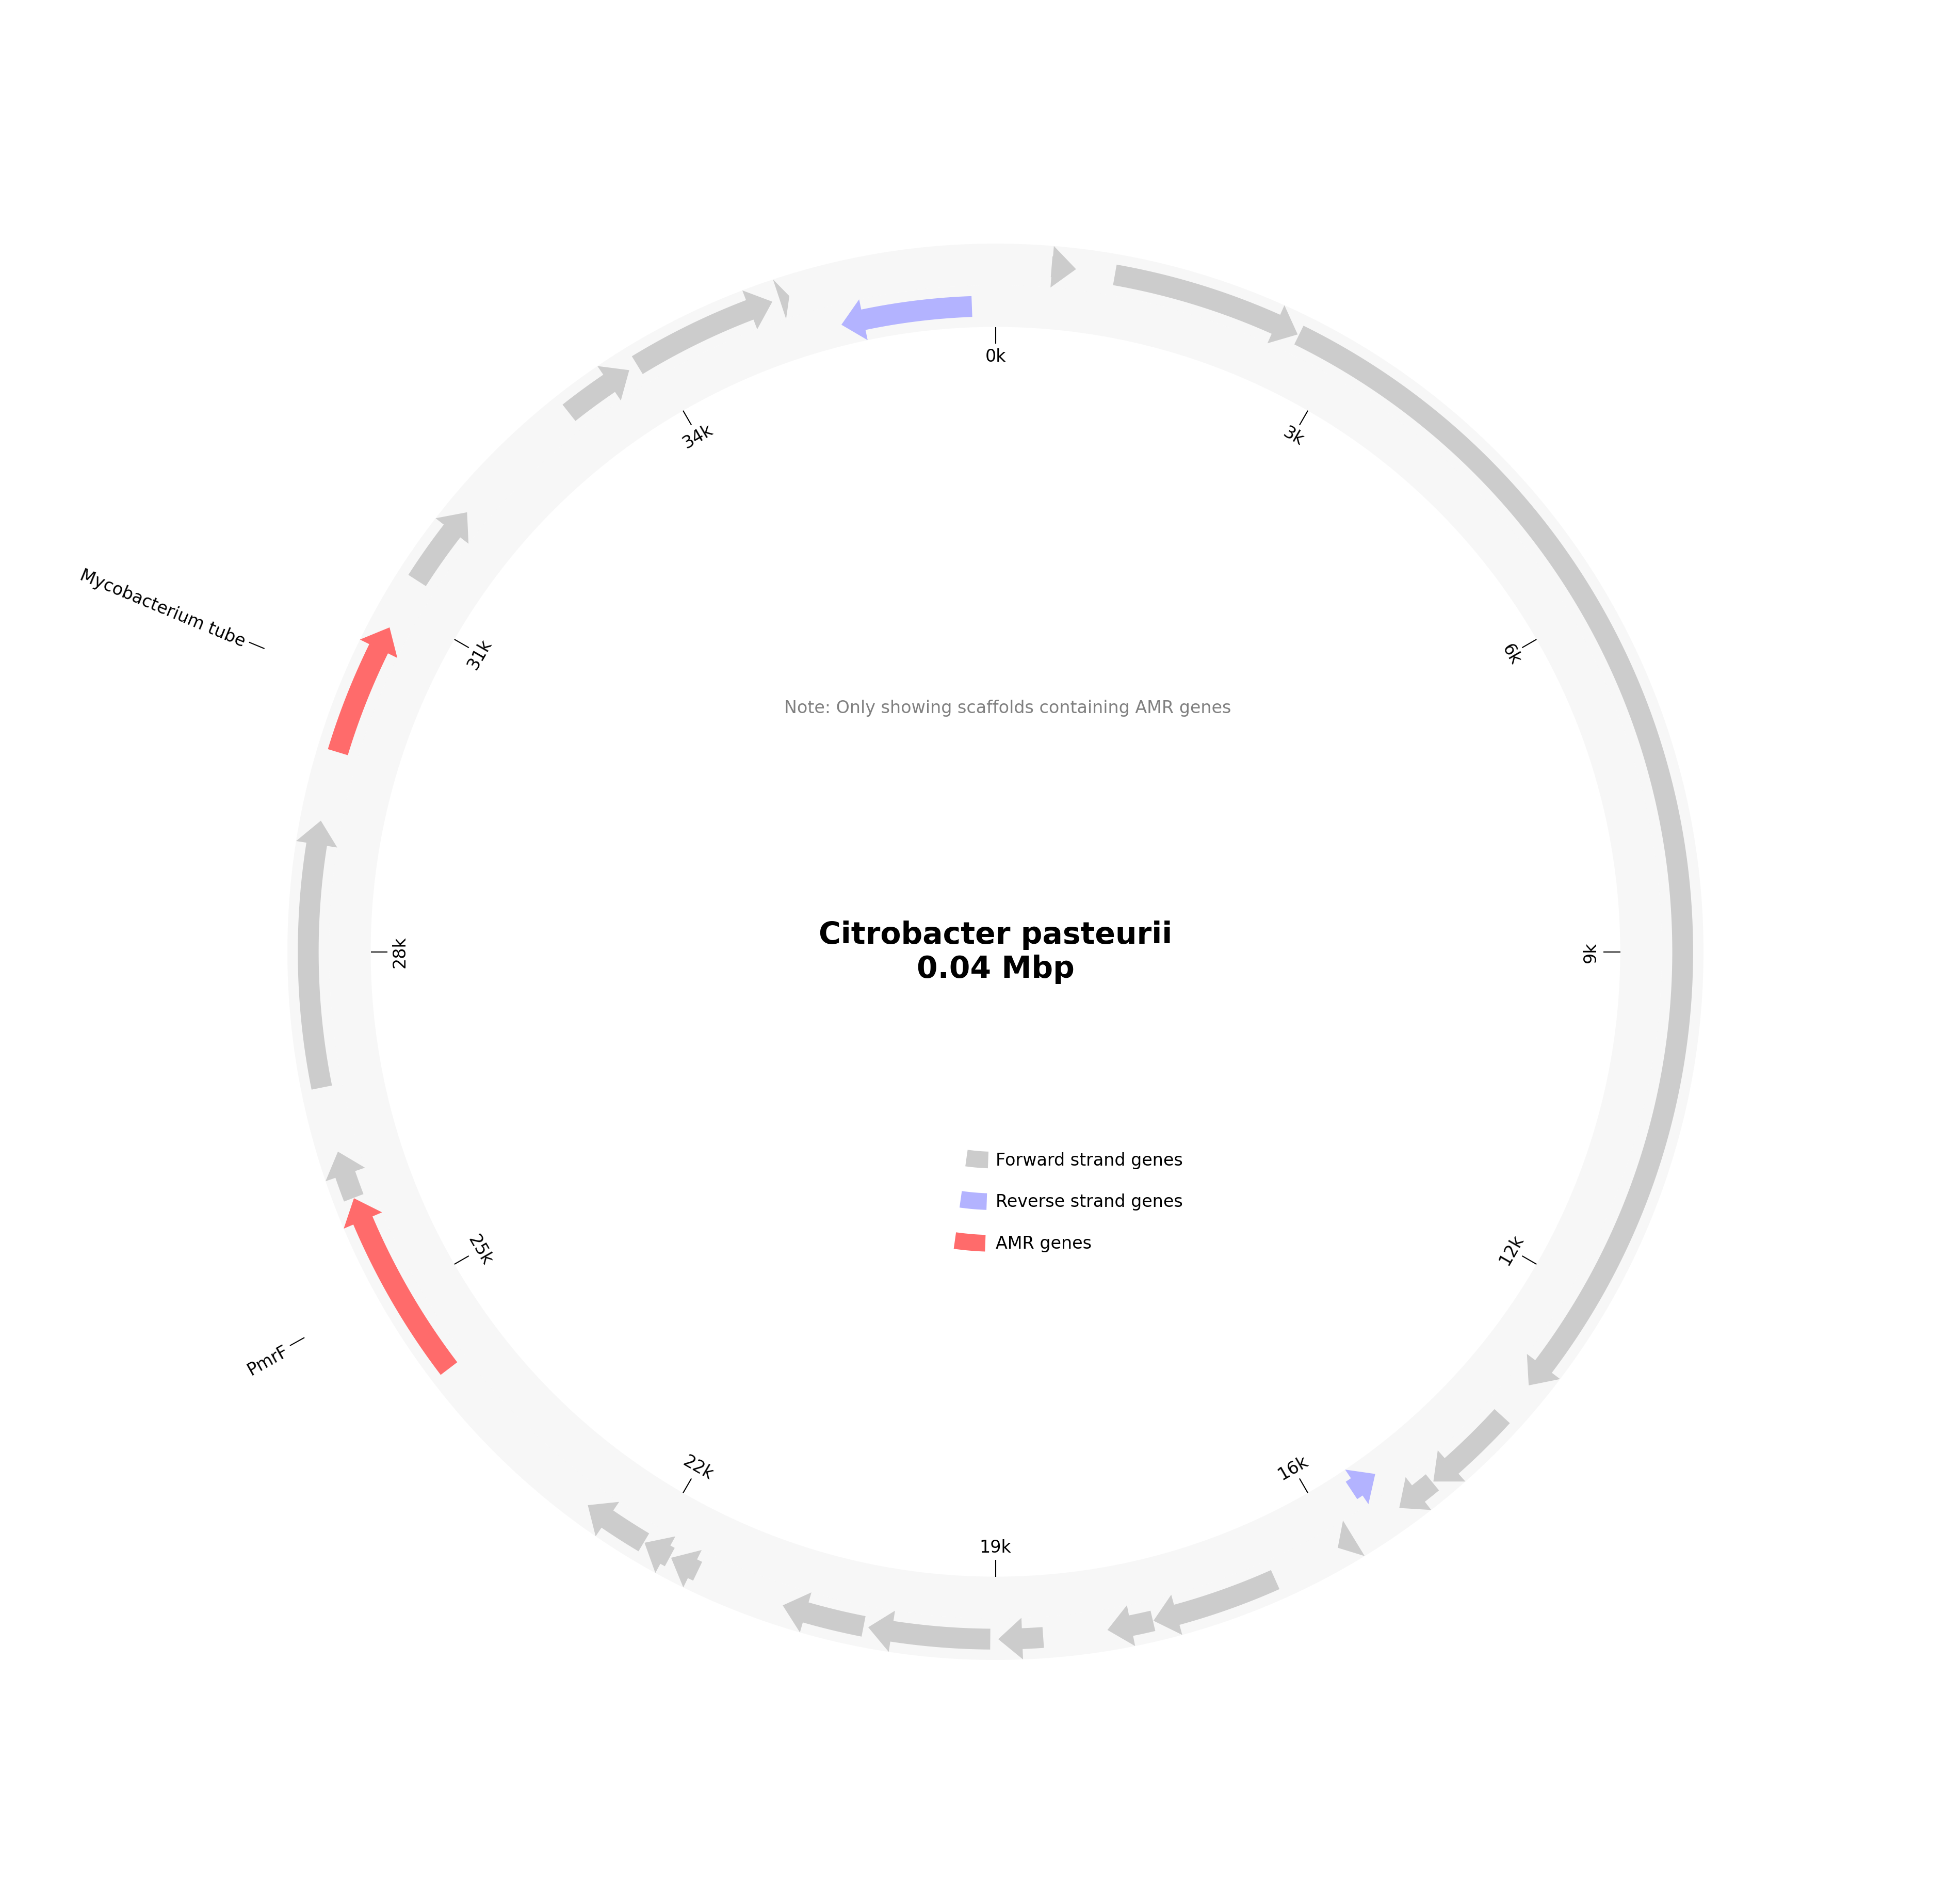 0k
34k
3k
Mycobacterium tube
31k
6k
Note: Only showing scaffolds containing AMR genes
Citrobacter pasteurii
0.04 Mbp
28k
9k
Forward strand genes
Reverse strand genes
AMR genes
25k
12k
PmrF
22k
16k
19k